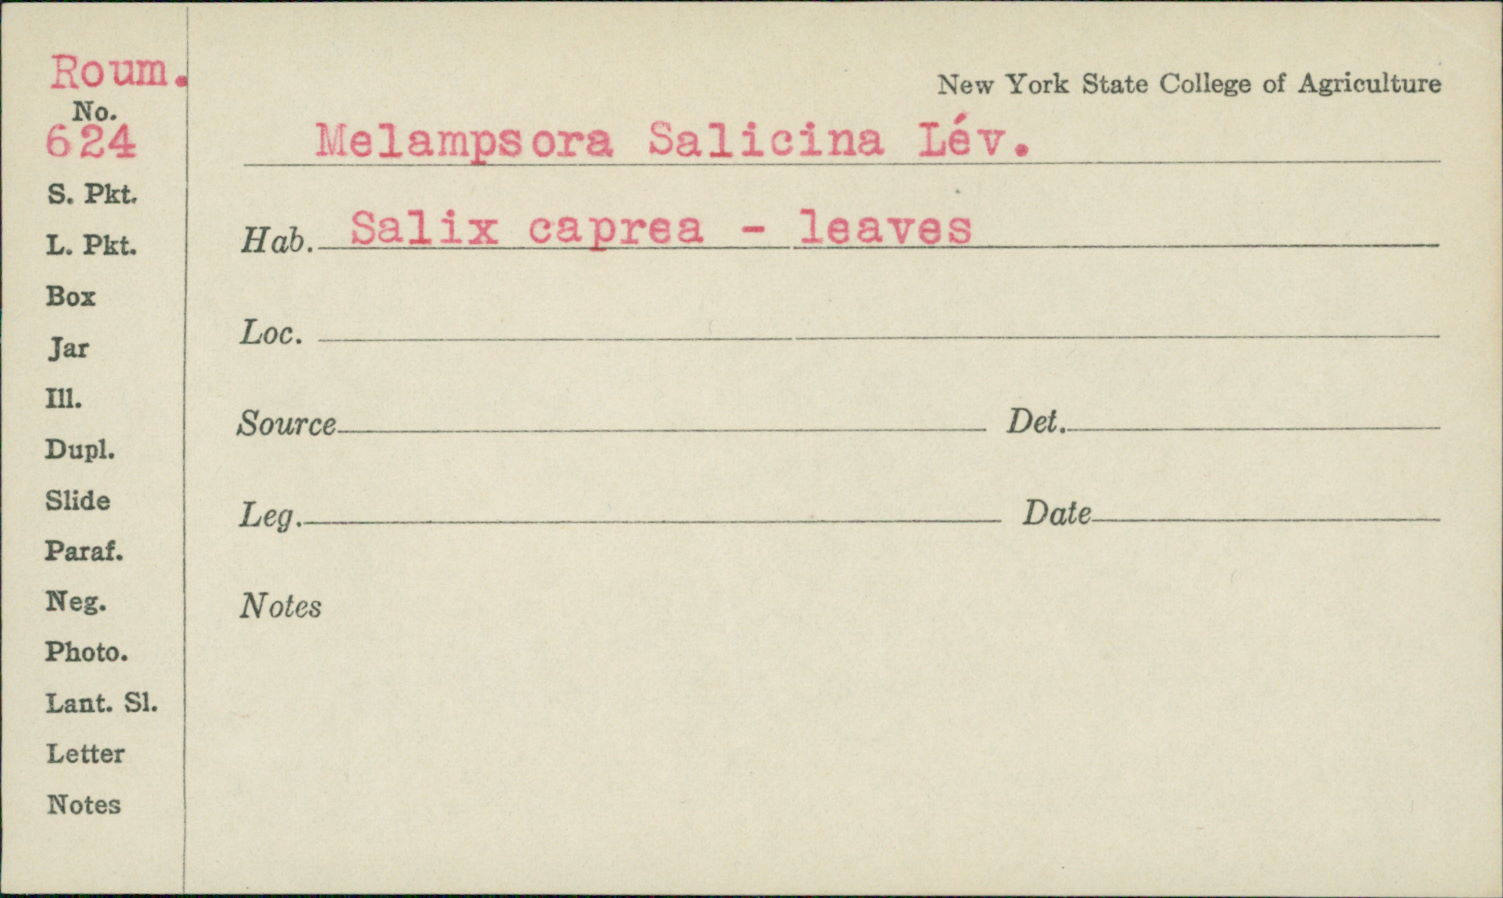 Roum.
No.
624
S. Pkt.
L. Pkt.
Box
Jar
Ill.
Dupl.
Slide
Paraf.
Neg.
Photo.
Lant. Sl.
Letter
Notes
New York State College of Agriculture
Melampsora Salicina Lév.
Hab. Salix caprea - leaves
Loc.
Source Det.
Leg. Date
Notes